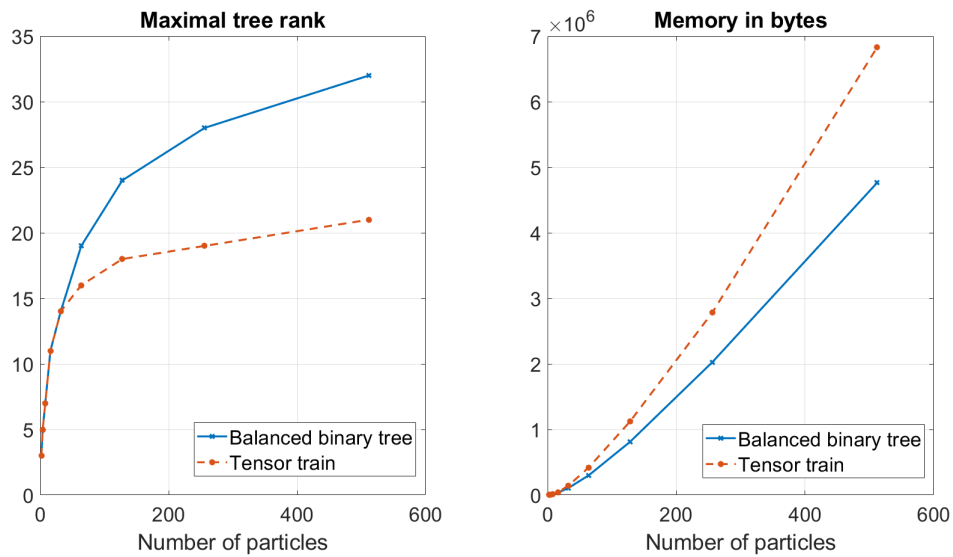 Maximal tree rank
35
30
25
20
15
10
5
0
0 200 400 600
Number of particles
Balanced binary tree
Tensor train
Memory in bytes
×10⁶
7
6
5
4
3
2
1
0
0 200 400 600
Number of particles
Balanced binary tree
Tensor train